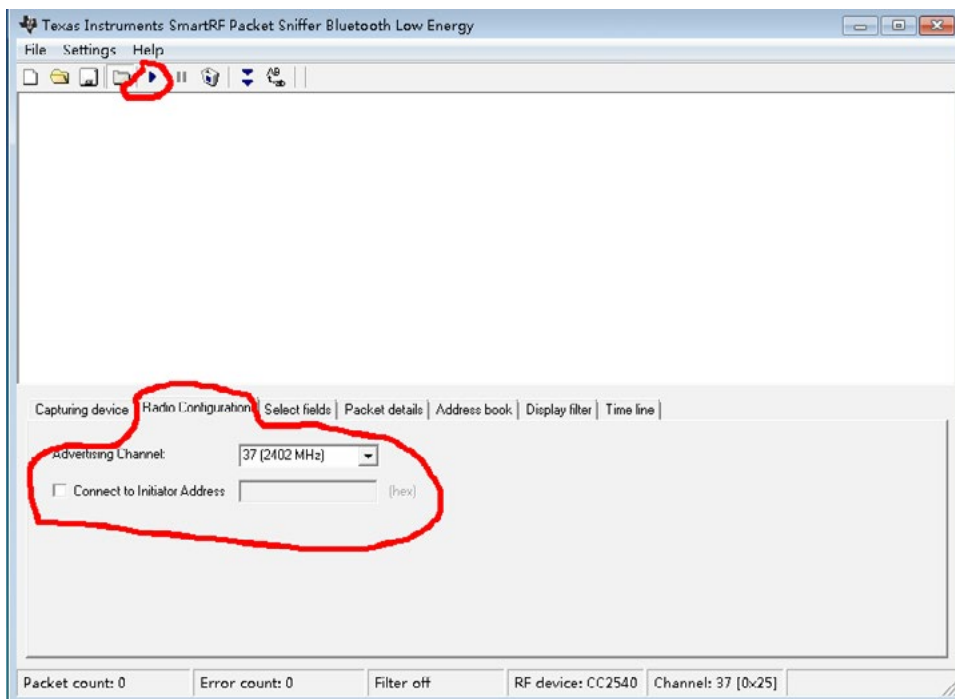 Texas Instruments SmartRF Packet Sniffer Bluetooth Low Energy
File Settings Help
Capturing device Radio Configuration Select fields Packet details Address book Display filter Time line
Advertising Channel: 37 (2402 MHz)
Connect to Initiator Address (hex)
Packet count: 0 Error count: 0 Filter off RF device: CC2540 Channel: 37 [0x25]